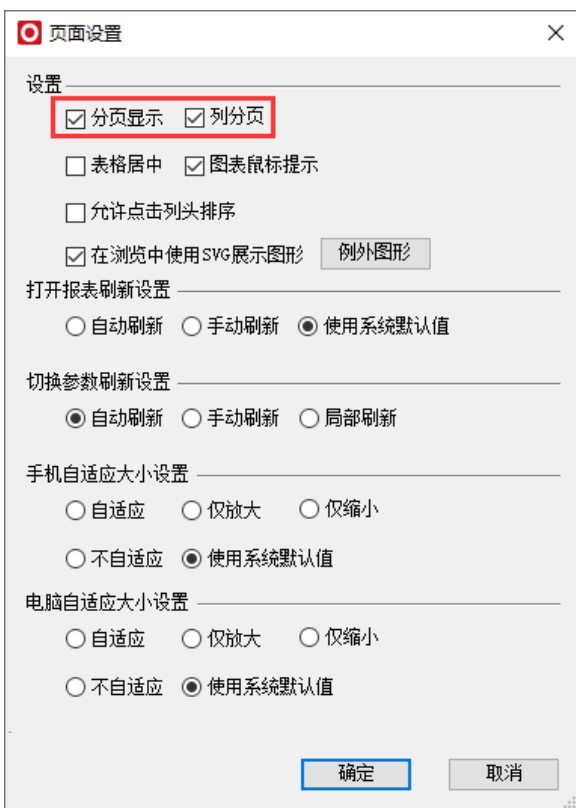 页面设置
设置
分页显示 列分页
表格居中 图表鼠标提示
允许点击列头排序
在浏览中使用SVG展示图形 例外图形
打开报表刷新设置
自动刷新 手动刷新 使用系统默认值
切换参数刷新设置
自动刷新 手动刷新 局部刷新
手机自适应大小设置
自适应 仅放大 仅缩小
不自适应 使用系统默认值
电脑自适应大小设置
自适应 仅放大 仅缩小
不自适应 使用系统默认值
确定 取消